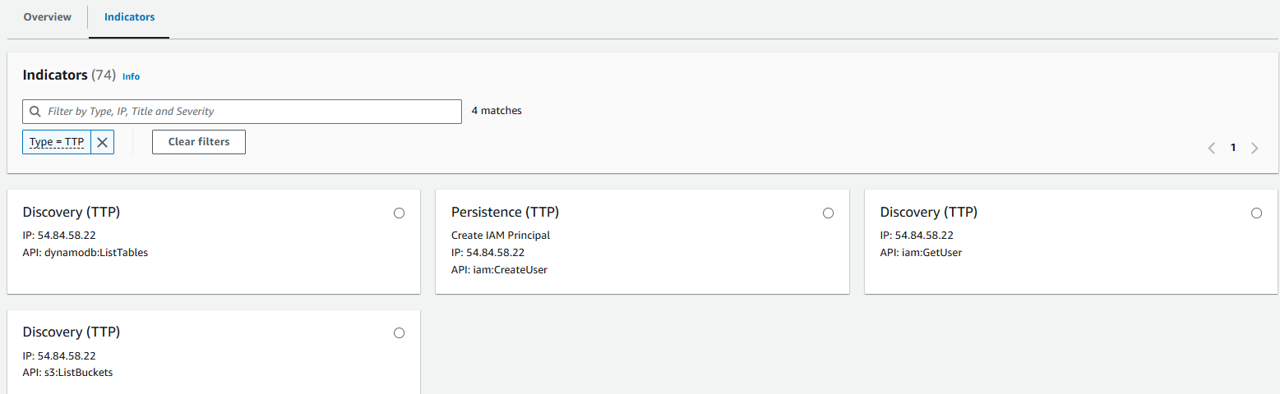 Overview
Indicators
Indicators (74) Info
Filter by Type, IP, Title and Severity
4 matches
Type = TTP
Clear filters
1
Discovery (TTP)
IP: 54.84.58.22
API: dynamodb:ListTables
Persistence (TTP)
Create IAM Principal
IP: 54.84.58.22
API: iam:CreateUser
Discovery (TTP)
IP: 54.84.58.22
API: iam:GetUser
Discovery (TTP)
IP: 54.84.58.22
API: s3:ListBuckets